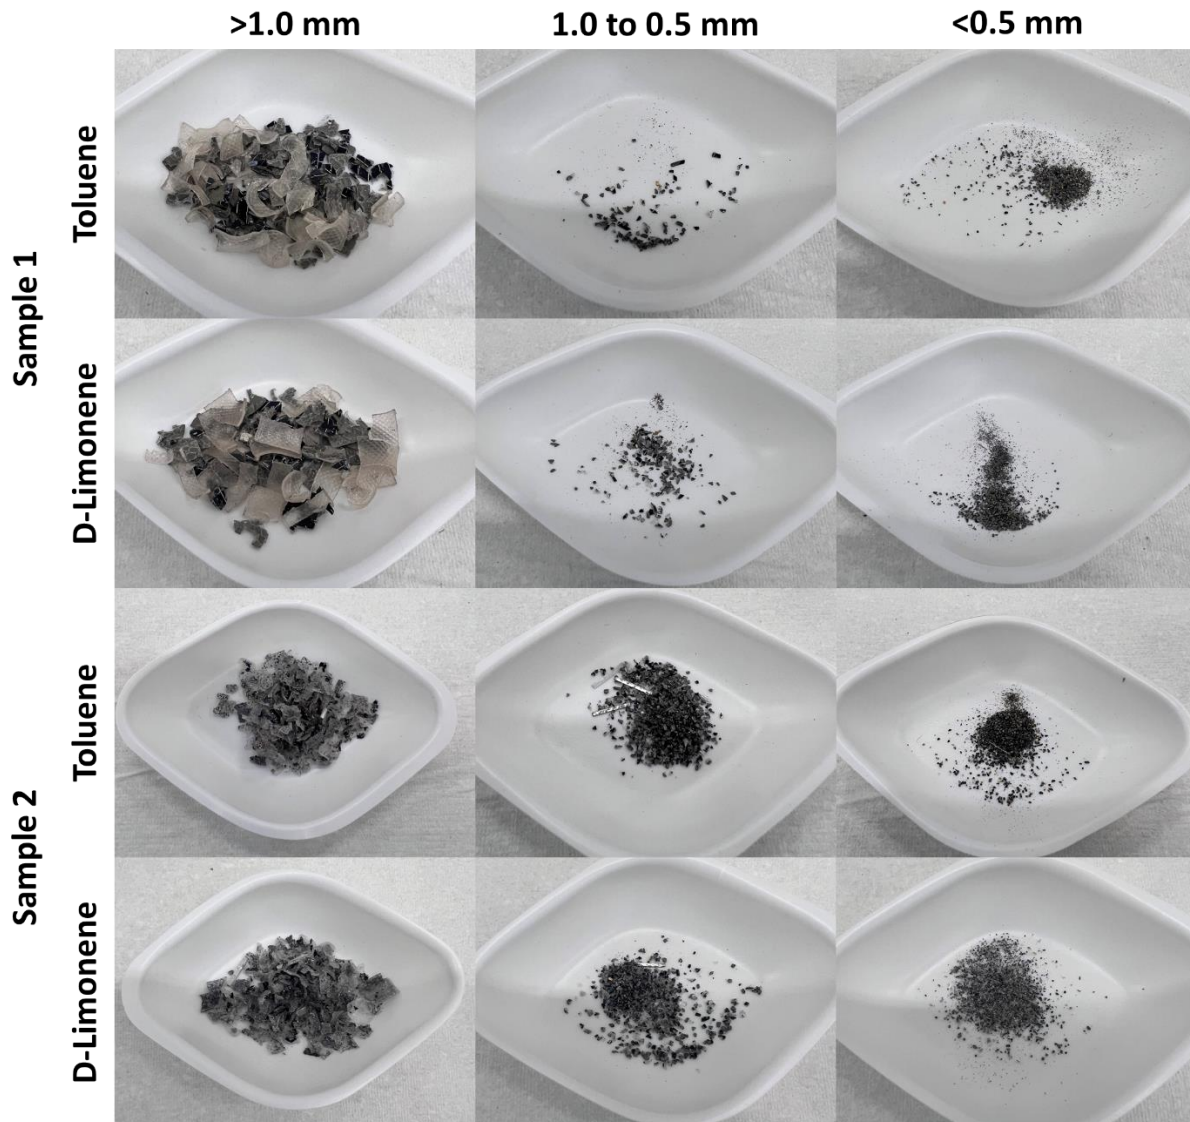 >1.0 mm
1.0 to 0.5 mm
<0.5 mm
Sample 1
Toluene
D-Limonene
Sample 2
Toluene
D-Limonene